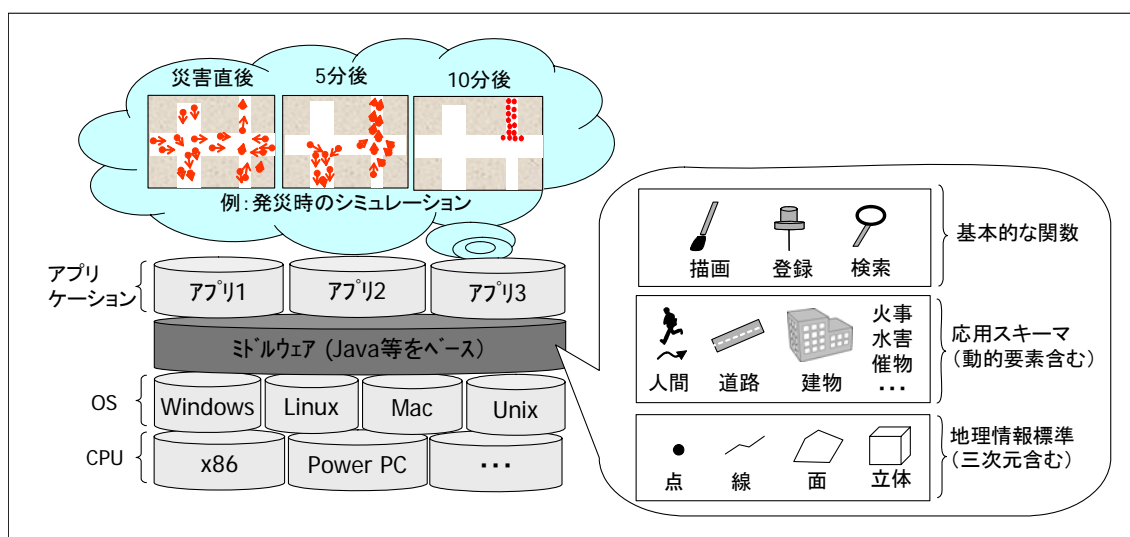 災害直後
5分後
10分後
例：発災時のシミュレーション
アプリ
ケーション
アプリ1
アプリ2
アプリ3
ミドルウェア (Java等をベース)
OS
Windows
Linux
Mac
Unix
CPU
x86
Power PC
・・・
描画
登録
検索
基本的な関数
人間
道路
建物
火事
水害
催物
・・・
応用スキーマ
（動的要素含む）
点
線
面
立体
地理情報標準
（三次元含む）